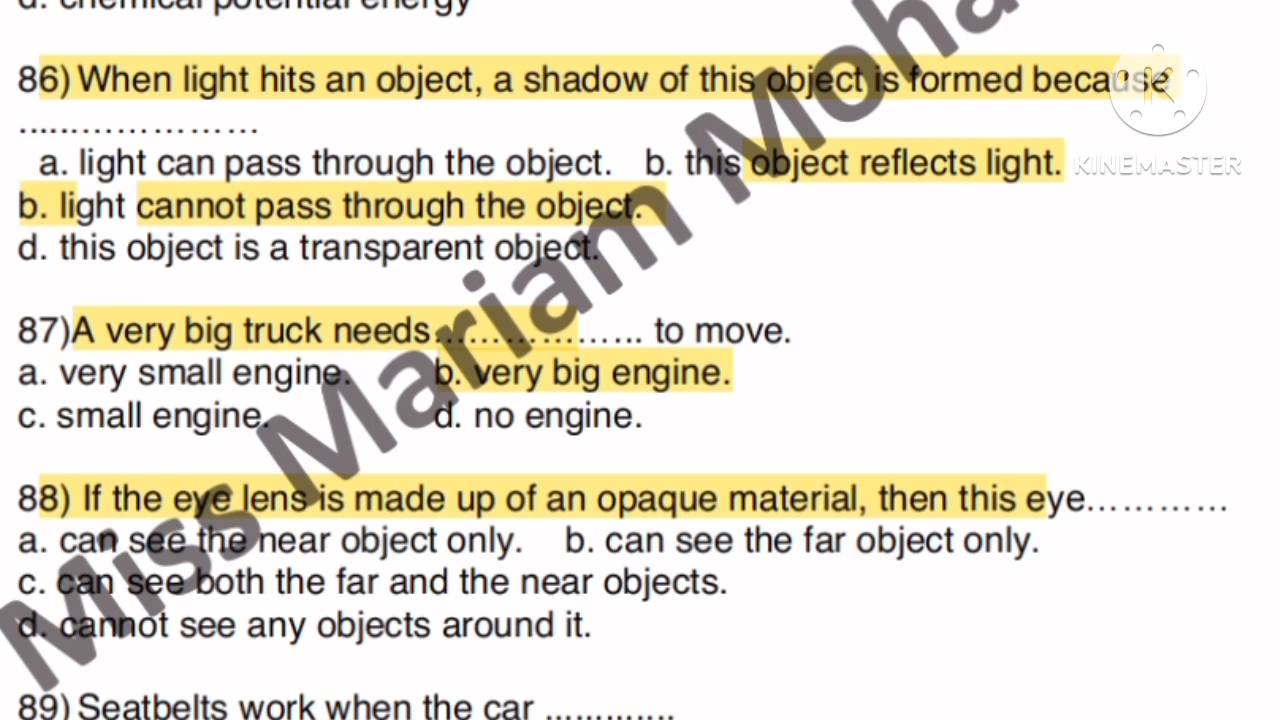 d. chemical potential energy
86) When light hits an object, a shadow of this object is formed because
......……………
a. light can pass through the object. b. this object reflects light.
b. light cannot pass through the object.
d. this object is a transparent object.
87)A very big truck needs……………... to move.
a. very small engine. b. very big engine.
c. small engine. d. no engine.
88) If the eye lens is made up of an opaque material, then this eye…………
a. can see the near object only. b. can see the far object only.
c. can see both the far and the near objects.
d. cannot see any objects around it.
89) Seatbelts work when the car ............
Miss Mariam Moha
K
KINEMASTER